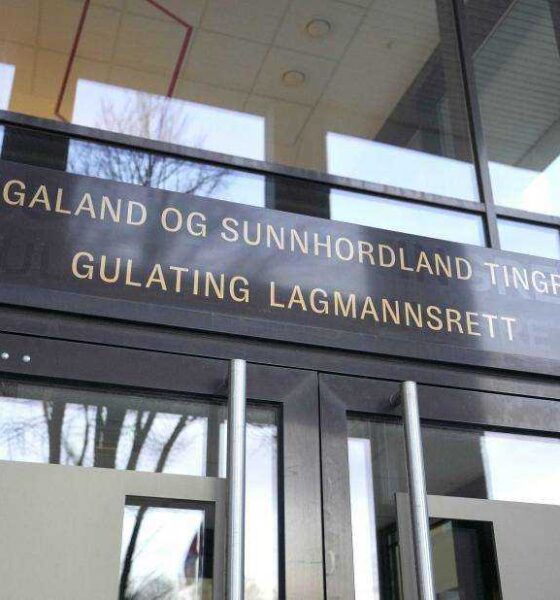 GALAND OG SUNNHORDLAND TINGR
GULATING LAGMANNSRETT